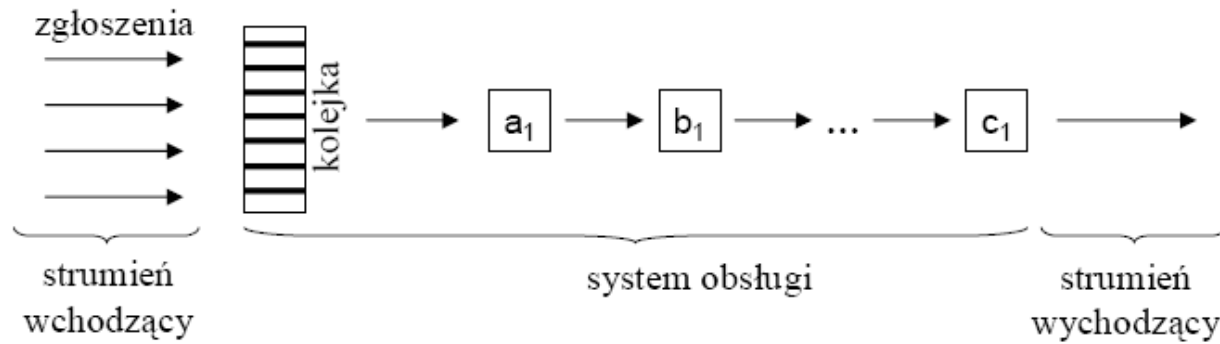 zgłoszenia
kolejka
a₁
b₁
...
c₁
strumień
wchodzący
system obsługi
strumień
wychodzący